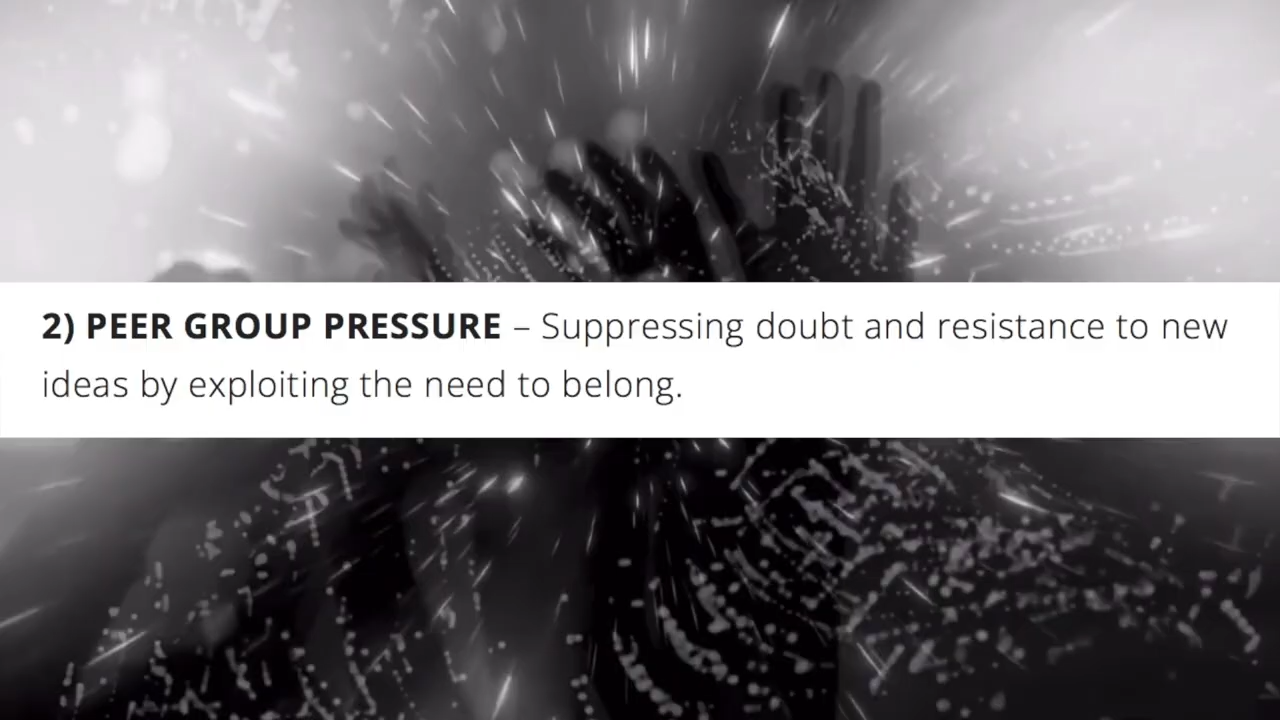 2) PEER GROUP PRESSURE – Suppressing doubt and resistance to new
ideas by exploiting the need to belong.